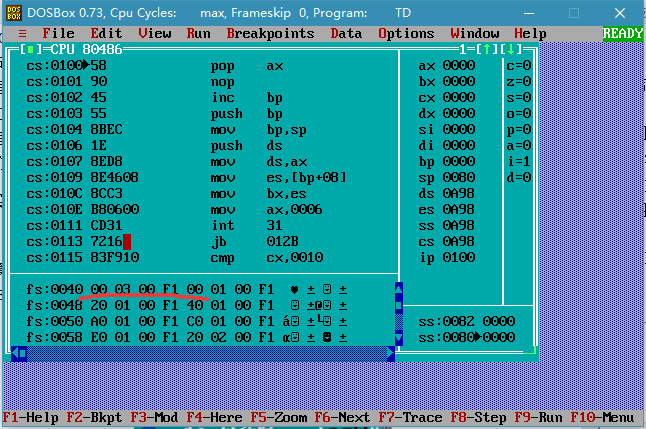 DOSBox 0.73, Cpu Cycles: max, Frameskip 0, Program: TD
≡ File Edit View Run Breakpoints Data Options Window Help READY
[■]=CPU 80486 1=[↑][↓]
cs:0100►58 pop ax ax 0000 c=0
cs:0101 90 nop bx 0000 z=0
cs:0102 45 inc bp cx 0000 s=0
cs:0103 55 push bp dx 0000 o=0
cs:0104 8BEC mov bp,sp si 0000 p=0
cs:0106 1E push ds di 0000 a=0
cs:0107 8ED8 mov ds,ax bp 0000 i=1
cs:0109 8E4608 mov es,[bp+08] sp 0080 d=0
cs:010C 8CC3 mov bx,es ds 0A98
cs:010E B80600 mov ax,0006 es 0A98
cs:0111 CD31 int 31 ss 0A98
cs:0113 7216 jb 012B cs 0A98
cs:0115 83F910 cmp cx,0010 ip 0100
fs:0040 00 03 00 F1 00 01 00 F1 ♥ ± ☺ ±
fs:0048 20 01 00 F1 40 01 00 F1 ☺ ±@☺ ±
fs:0050 A0 01 00 F1 C0 01 00 F1 á☺ ±└☺ ± ss:0082 0000
fs:0058 E0 01 00 F1 20 02 00 F1 α☺ ± ☻ ± ss:0080►0000
F1-Help F2-Bkpt F3-Mod F4-Here F5-Zoom F6-Next F7-Trace F8-Step F9-Run F10-Menu